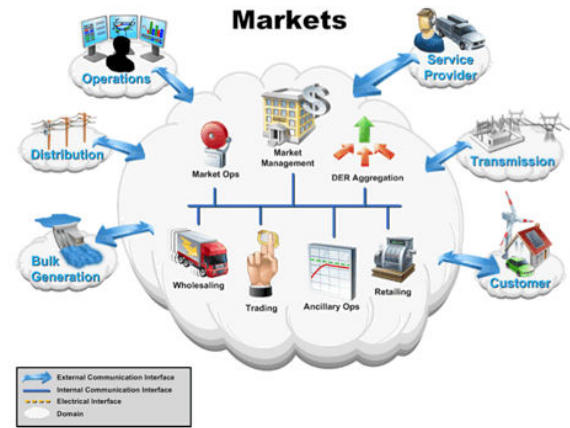 Markets
Operations
Service
Provider
Distribution
Transmission
Bulk
Generation
Customer
Market Ops
Market
Management
DER Aggregation
Wholesaling
Trading
Ancillary Ops
Retailing
External Communication Interface
Internal Communication Interface
Electrical Interface
Domain